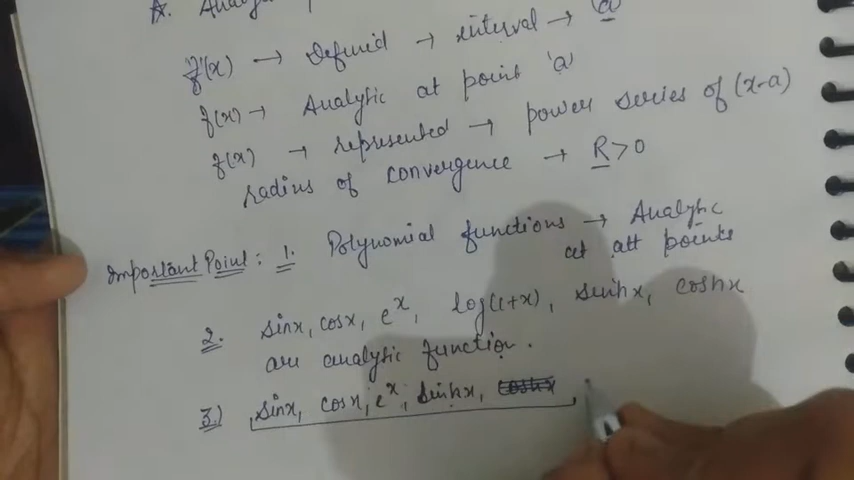 f(x) → Defined → interval → 'a'
f(x) → Analytic at point 'a'
f(x) → represented → power series of (x-a)
radius of convergence → R>0
Important Point : 1. Polynomial functions → Analytic
at all points
2. sinx, cosx, e^x, log(1+x), sinhx, coshx
are analytic function.
3.) sinx, cosx, e^x, sinhx,